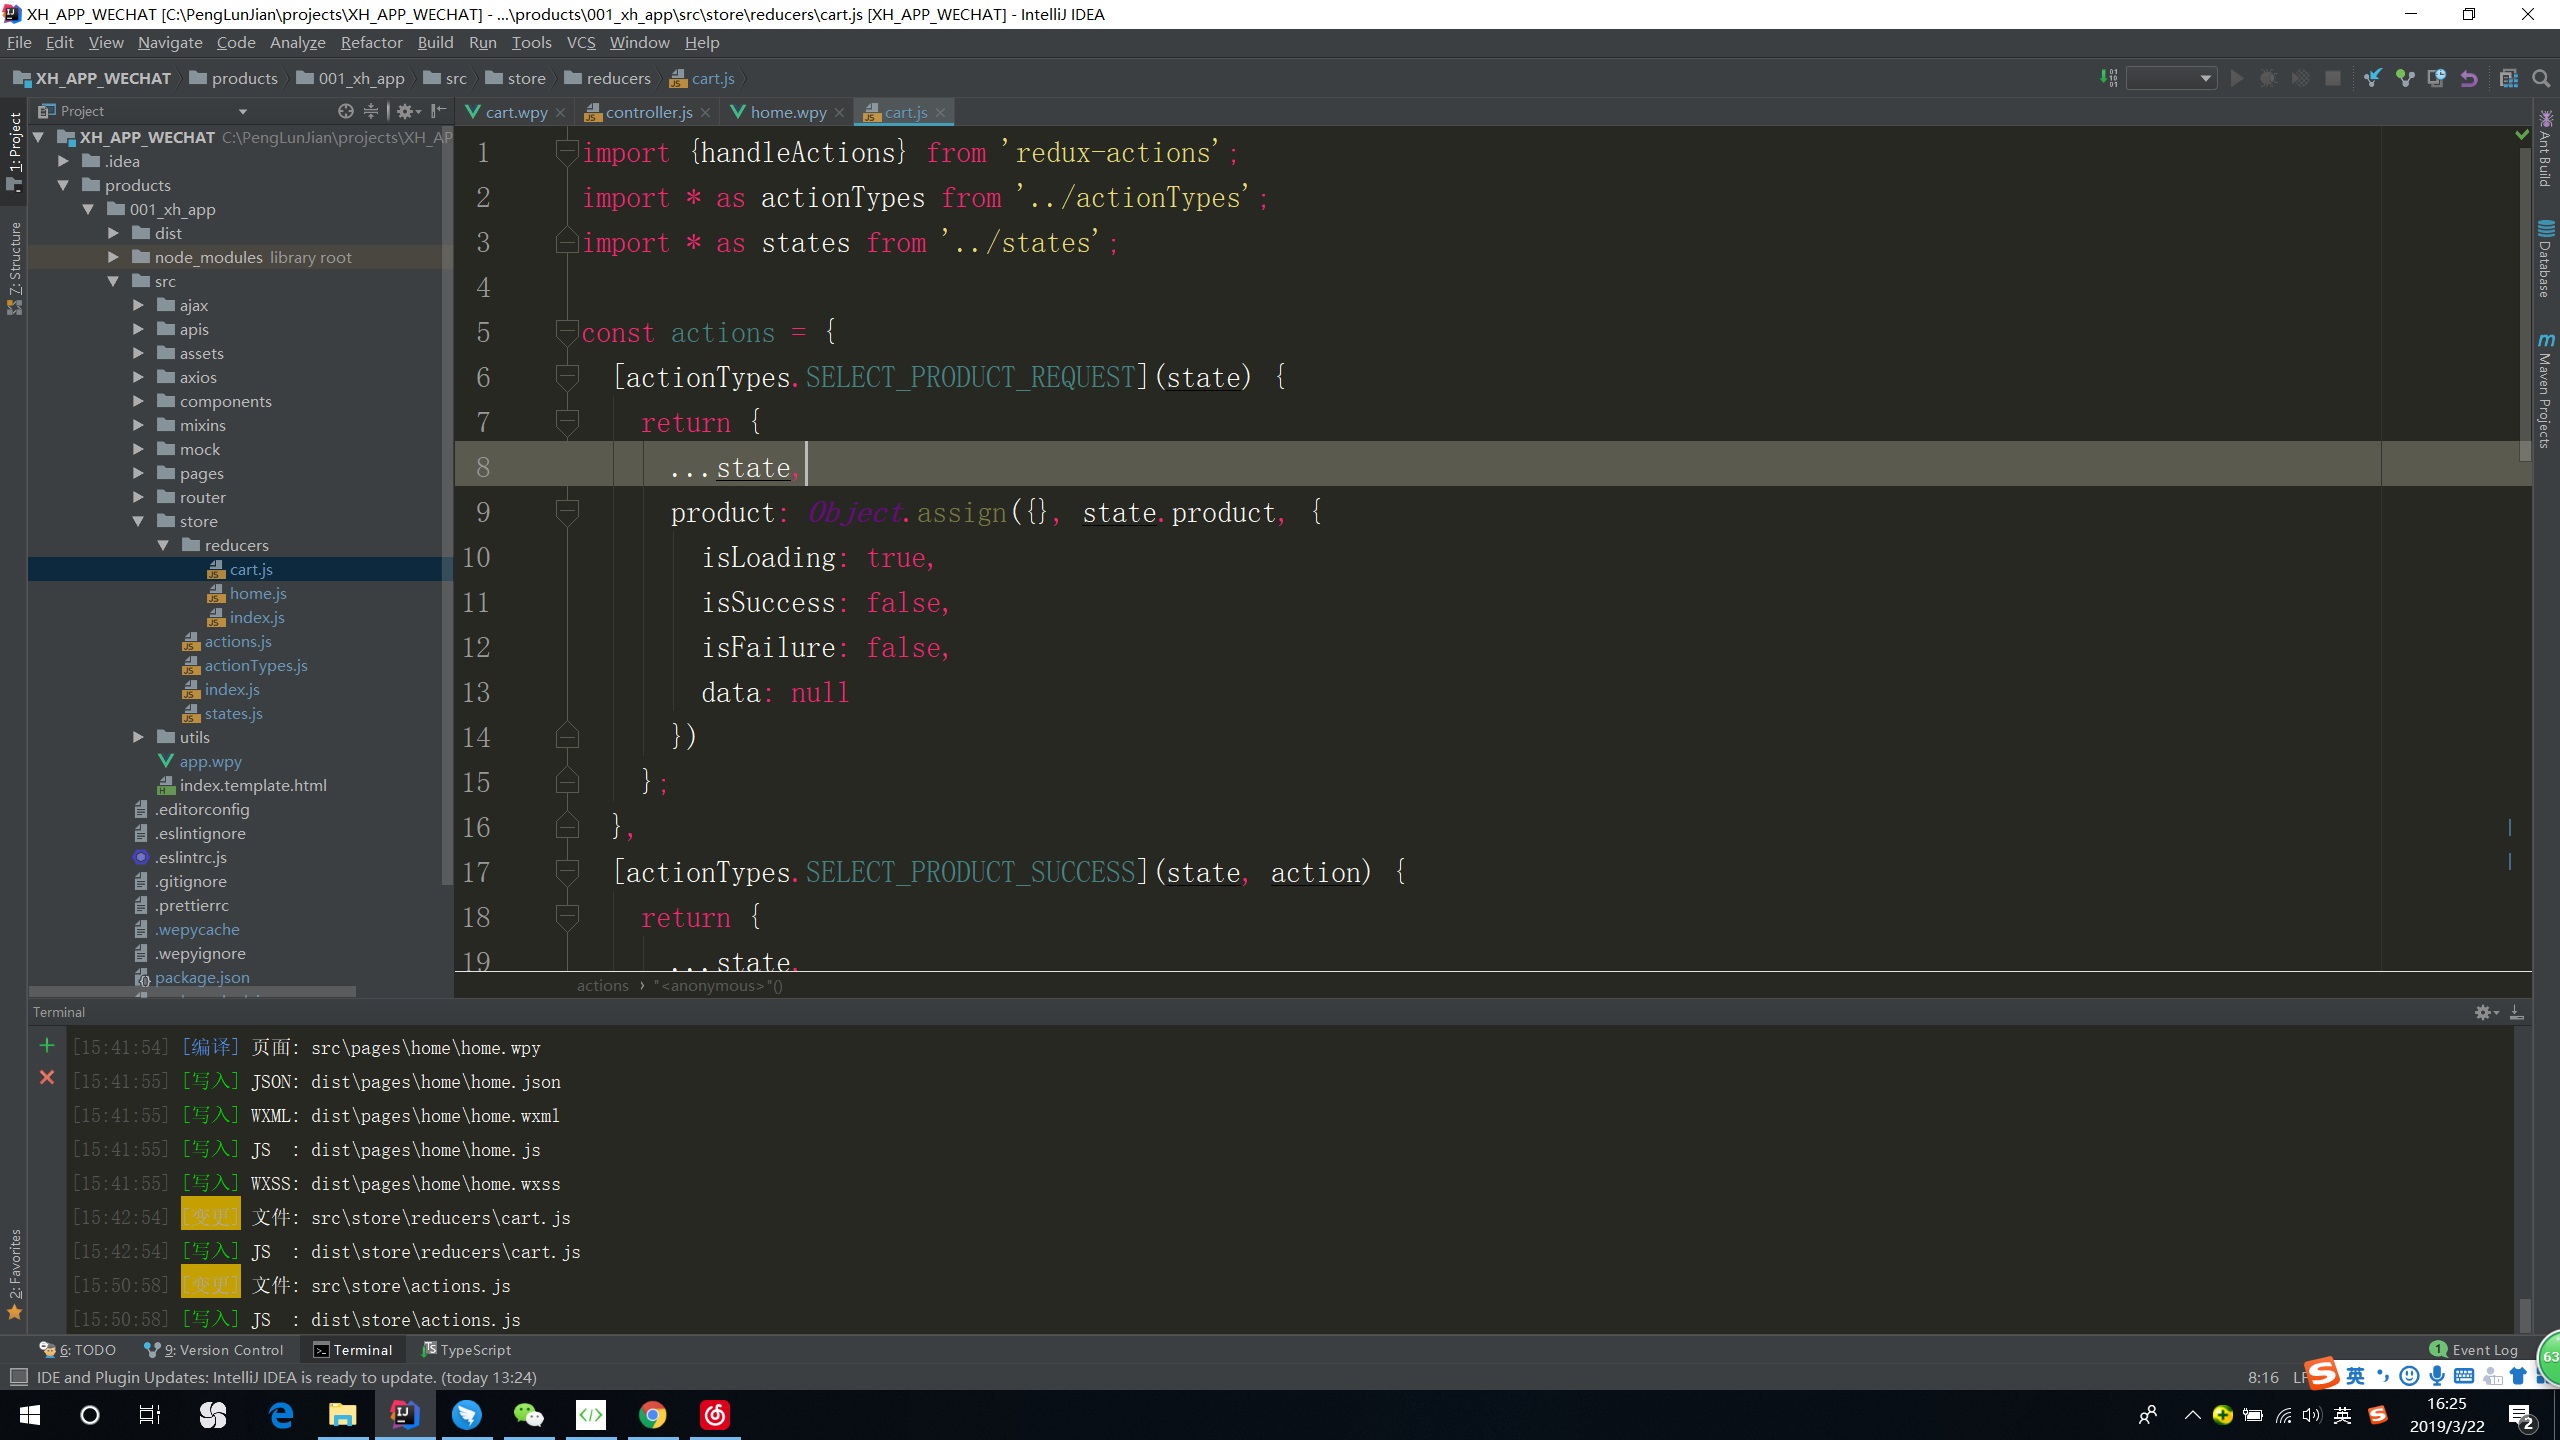 XH_APP_WECHAT [C:\PengLunJian\projects\XH_APP_WECHAT] - ...\products\001_xh_app\src\store\reducers\cart.js [XH_APP_WECHAT] - IntelliJ IDEA
File Edit View Navigate Code Analyze Refactor Build Run Tools VCS Window Help
XH_APP_WECHAT products 001_xh_app src store reducers cart.js
Project
cart.wpy controller.js home.wpy cart.js
1: Project
Z: Structure
2: Favorites
XH_APP_WECHAT C:\PengLunJian\projects\XH_AP
.idea
products
001_xh_app
dist
node_modules library root
src
ajax
apis
assets
axios
components
mixins
mock
pages
router
store
reducers
cart.js
home.js
index.js
actions.js
actionTypes.js
index.js
states.js
utils
app.wpy
index.template.html
.editorconfig
.eslintignore
.eslintrc.js
.gitignore
.prettierrc
.wepycache
.wepyignore
package.json
1 import {handleActions} from 'redux-actions';
2 import * as actionTypes from '../actionTypes';
3 import * as states from '../states';
4
5 const actions = {
6 [actionTypes.SELECT_PRODUCT_REQUEST](state) {
7 return {
8 ...state,
9 product: Object.assign({}, state.product, {
10 isLoading: true,
11 isSuccess: false,
12 isFailure: false,
13 data: null
14 })
15 };
16 },
17 [actionTypes.SELECT_PRODUCT_SUCCESS](state, action) {
18 return {
19 ...state,
actions › "<anonymous>"()
Ant Build
Database
Maven Projects
Terminal
[15:41:54] [编译] 页面: src\pages\home\home.wpy
[15:41:55] [写入] JSON: dist\pages\home\home.json
[15:41:55] [写入] WXML: dist\pages\home\home.wxml
[15:41:55] [写入] JS : dist\pages\home\home.js
[15:41:55] [写入] WXSS: dist\pages\home\home.wxss
[15:42:54] [变更] 文件: src\store\reducers\cart.js
[15:42:54] [写入] JS : dist\store\reducers\cart.js
[15:50:58] [变更] 文件: src\store\actions.js
[15:50:58] [写入] JS : dist\store\actions.js
6: TODO 9: Version Control Terminal TypeScript 1 Event Log
IDE and Plugin Updates: IntelliJ IDEA is ready to update. (today 13:24) 8:16 LF 英
63
英 16:25
2019/3/22 2